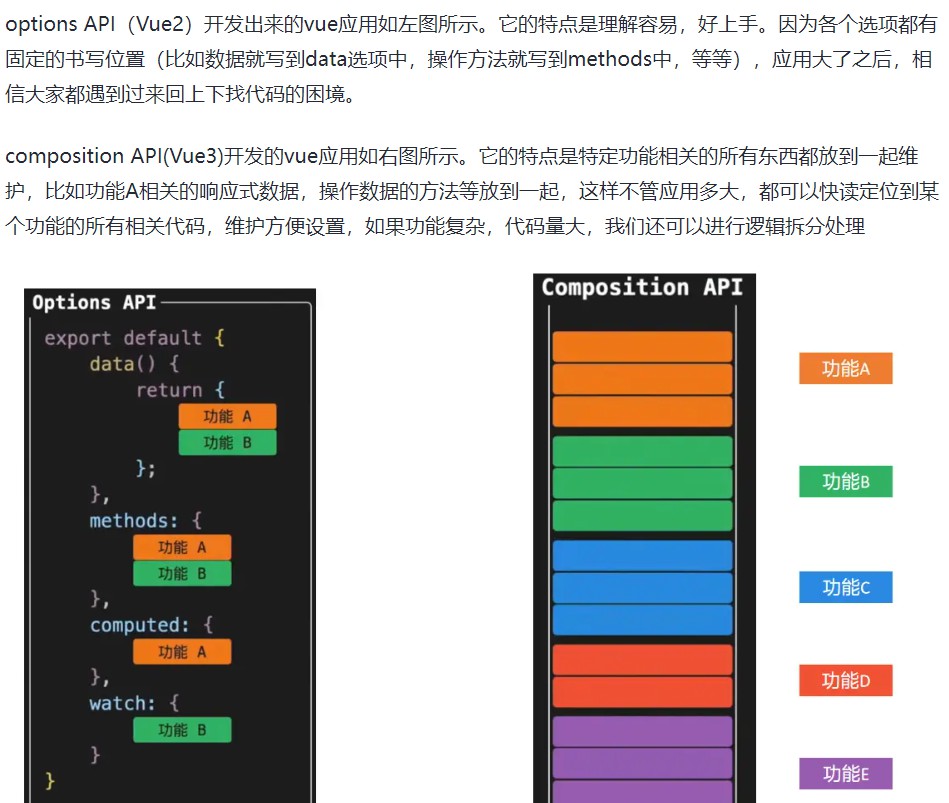 options API（Vue2）开发出来的vue应用如左图所示。它的特点是理解容易，好上手。因为各个选项都有
固定的书写位置（比如数据就写到data选项中，操作方法就写到methods中，等等），应用大了之后，相
信大家都遇到过来回上下找代码的困境。
composition API(Vue3)开发的vue应用如右图所示。它的特点是特定功能相关的所有东西都放到一起维
护，比如功能A相关的响应式数据，操作数据的方法等放到一起，这样不管应用多大，都可以快读定位到某
个功能的所有相关代码，维护方便设置，如果功能复杂，代码量大，我们还可以进行逻辑拆分处理
Options API
export default {
data() {
return {
功能 A
功能 B
};
},
methods: {
功能 A
功能 B
},
computed: {
功能 A
},
watch: {
功能 B
}
}
Composition API
功能A
功能B
功能C
功能D
功能E